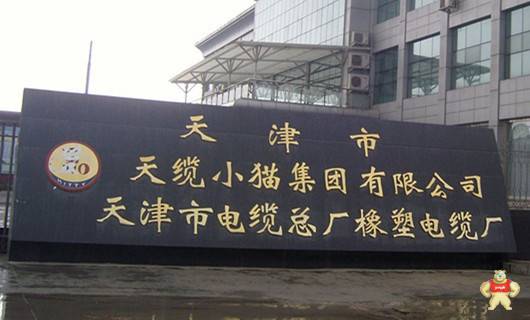 天津市
天缆小猫集团有限公司
天津市电缆总厂橡塑电缆厂